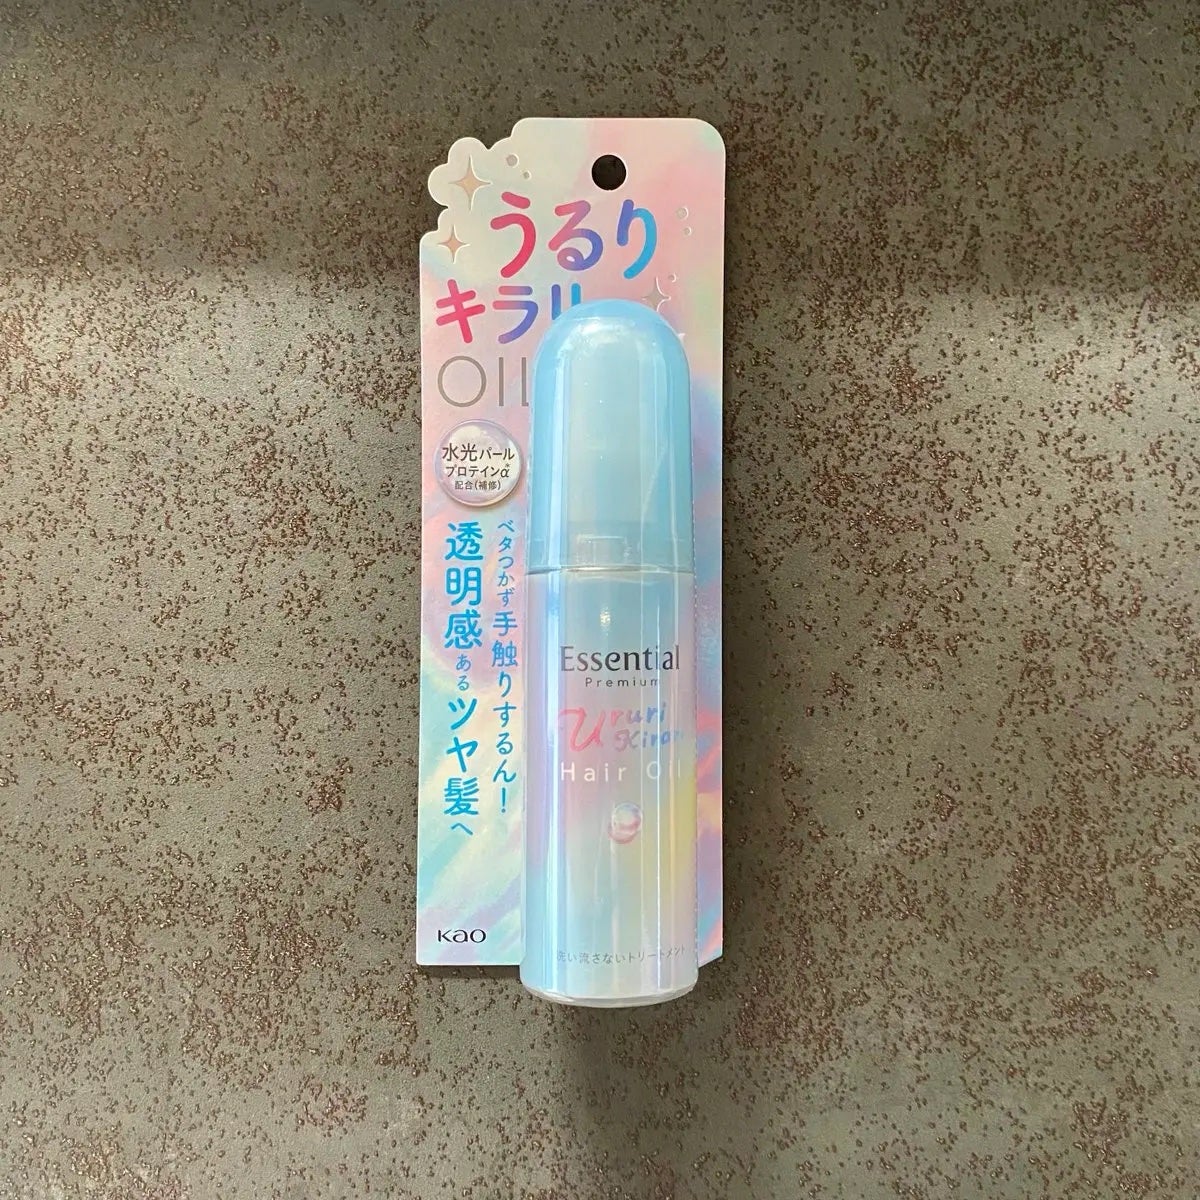 うるり
キラリ
OIL
水光パール
プロテインα*
配合(補修)
ベタつかず手触りするん!
透明感あるツヤ髪へ
Essential
Premium
Ururi
Kirari
Hair Oil
Kao
洗い流さないトリートメント